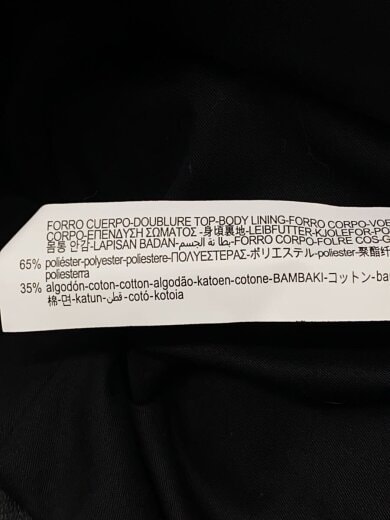 FORRO CUERPO-DOUBLURE TOP-BODY LINING-FORRO CORPO-VOE
CORPO-ΕΠΕΝΔΥΣΗ ΣΩΜΑΤΟΣ-身頃裏地-LEIBFUTTER-KJOLEFOR-PO
몸통 안감-LAPISAN BADAN-بطانة الجسم-FORRO CORPO-FOLRE COS-G
65% poliéster-polyester-poliestere-ΠΟΛΥΕΣΤΕΡΑΣ-ポリエステル-poliester-聚酯纤
poliesterra
35% algodón-coton-cotton-algodão-katoen-cotone-ΒΑΜΒΑΚΙ-コットン-ba
棉-면-katun-قطن-cotó-kotoia